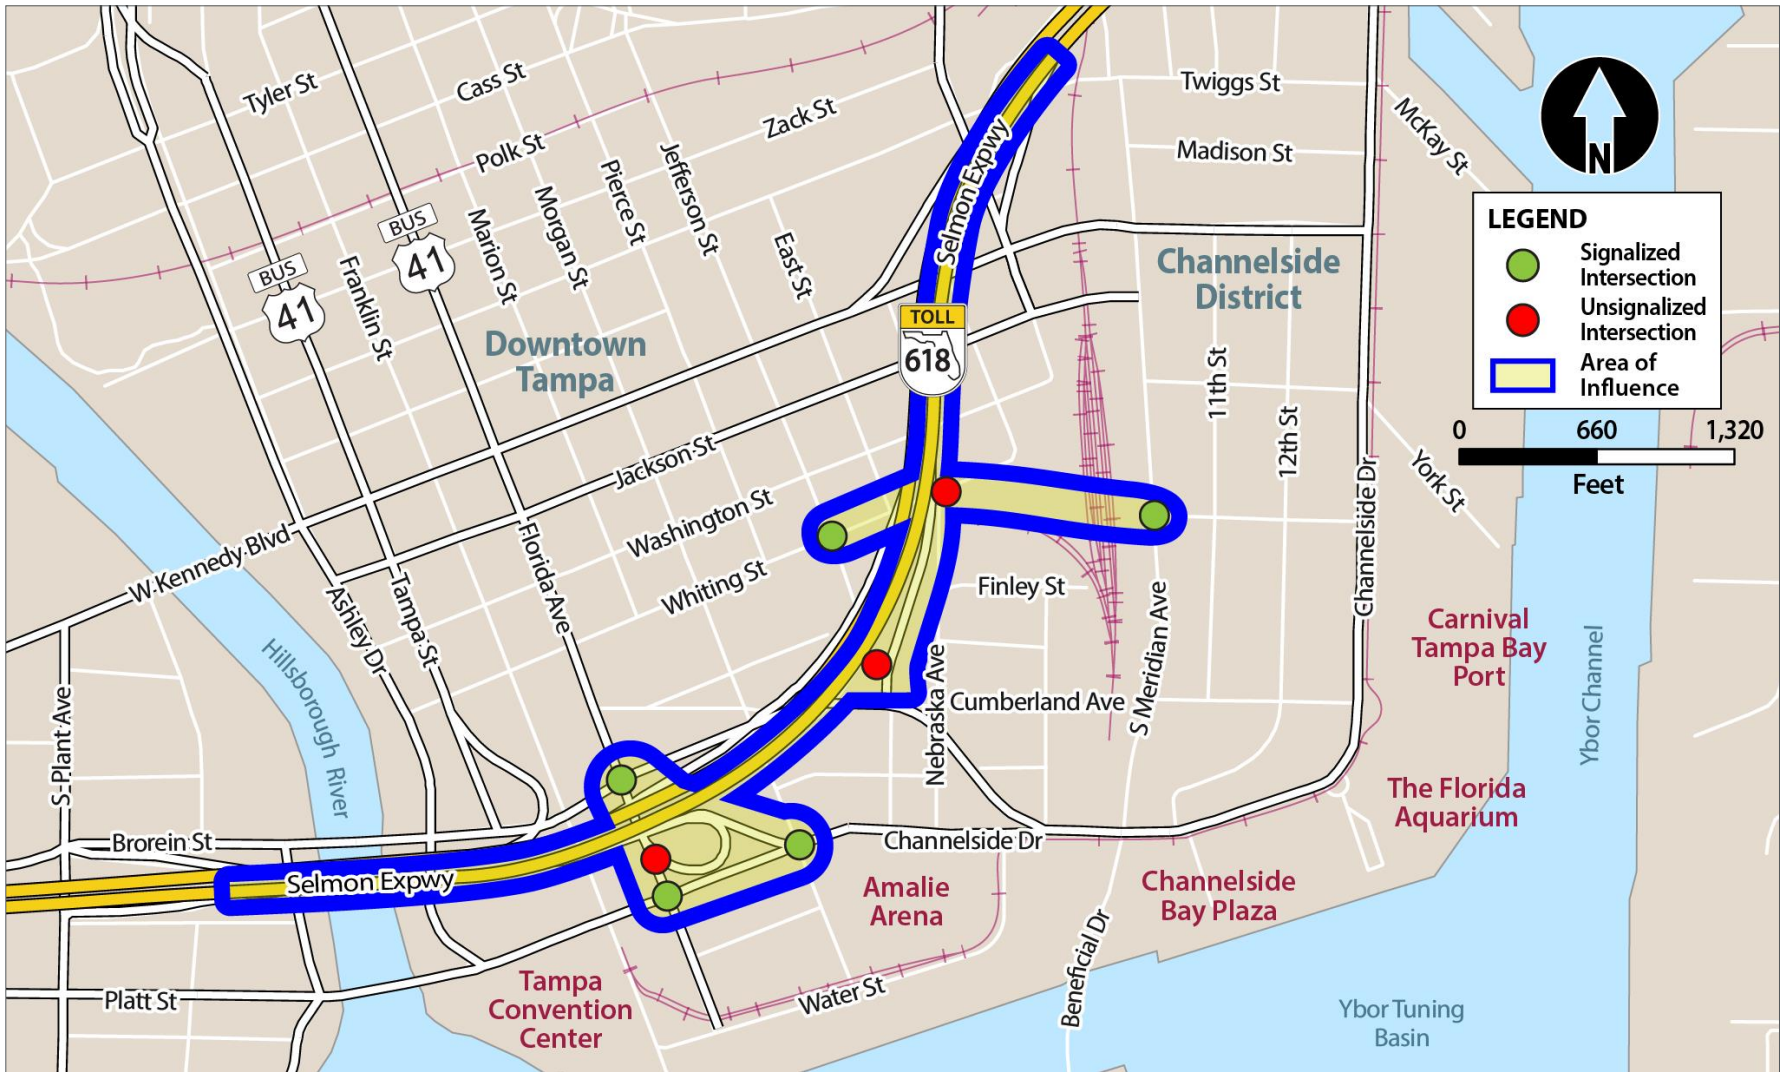 Tyler St
Cass St
Zack St
Polk St
Twiggs St
Madison St
McKay St
N
LEGEND
Signalized
Intersection
Unsignalized
Intersection
Area of
Influence
0 660 1,320
Feet
BUS
41
BUS
41
Franklin St
Marion St
Morgan St
Pierce St
Jefferson St
East St
Selmon Expwy
Channelside
District
TOLL
618
Downtown
Tampa
11th St
12th St
Channelside Dr
York St
Jackson St
Washington St
Whiting St
W Kennedy Blvd
Florida Ave
Tampa St
Ashley Dr
Finley St
S Meridian Ave
Nebraska Ave
Cumberland Ave
Carnival
Tampa Bay
Port
Ybor Channel
Hillsborough River
S Plant Ave
The Florida
Aquarium
Brorein St
Selmon Expwy
Channelside Dr
Amalie
Arena
Channelside
Bay Plaza
Beneficial Dr
Tampa
Convention
Center
Water St
Platt St
Ybor Tuning
Basin